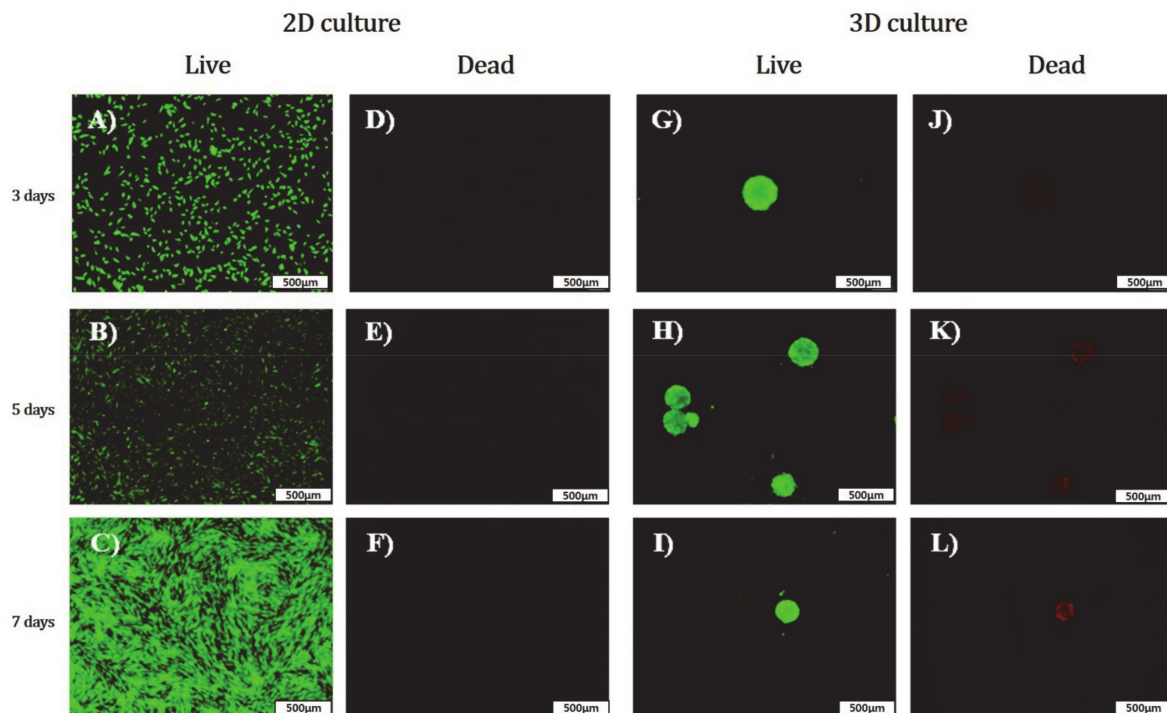 2D culture 3D culture
Live Dead Live Dead
3 days A) D) G) J)
500µm 500µm 500µm 500µm
5 days B) E) H) K)
500µm 500µm 500µm 500µm
7 days C) F) I) L)
500µm 500µm 500µm 500µm